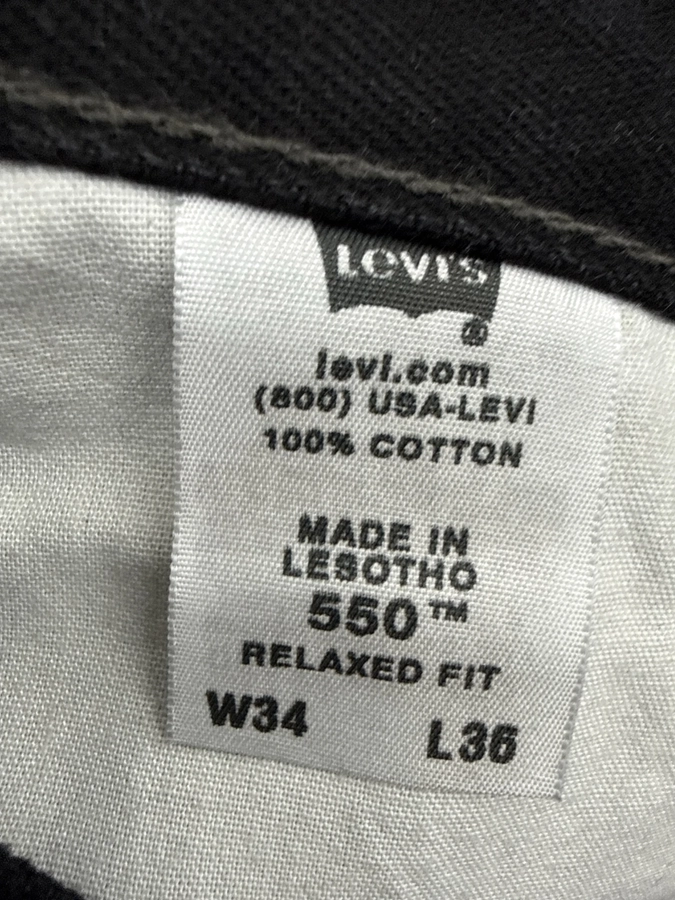 Levi's
®
levi.com
(800) USA-LEVI
100% COTTON
MADE IN
LESOTHO
550™
RELAXED FIT
W34 L36